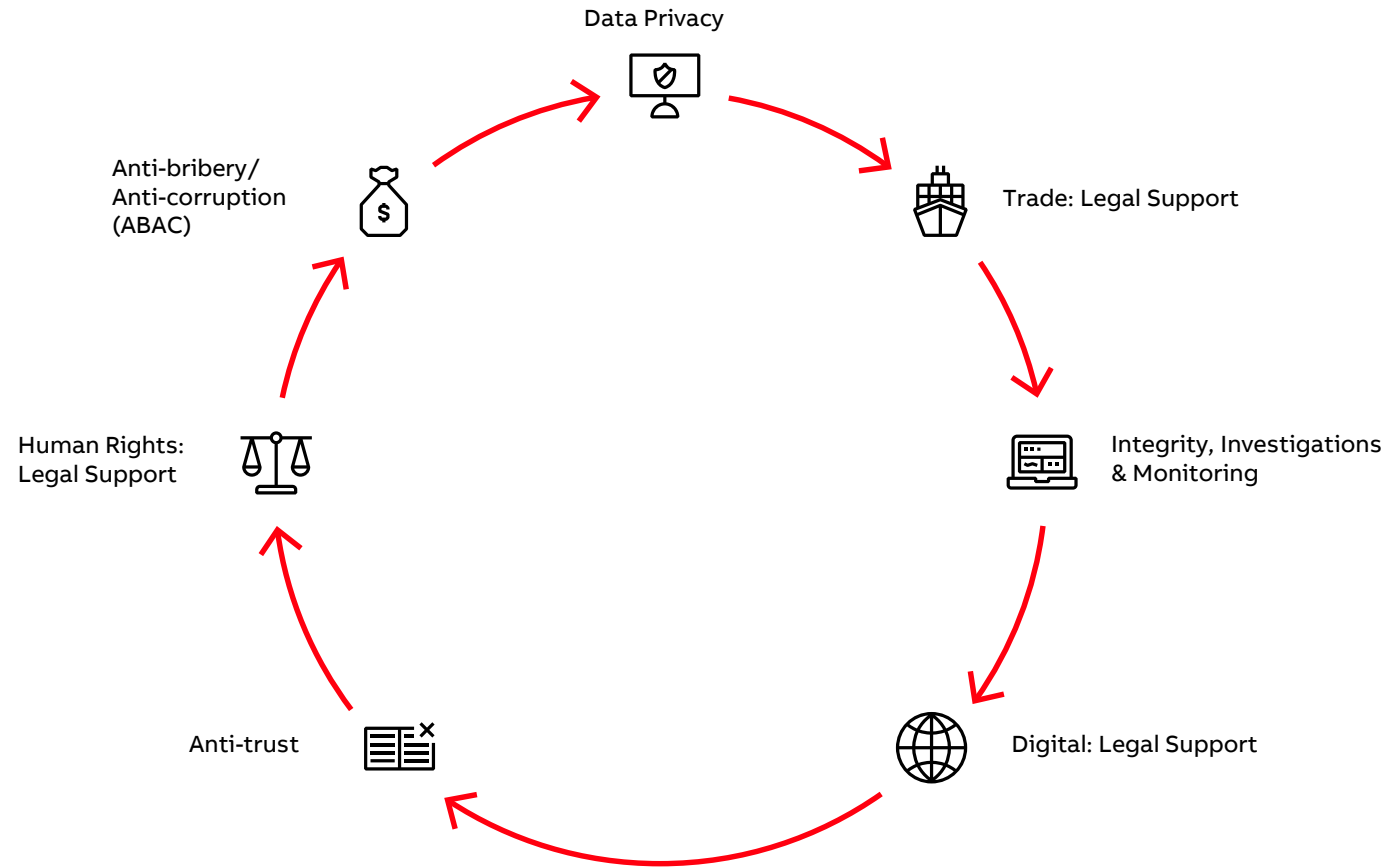 Data Privacy
Trade: Legal Support
Integrity, Investigations
& Monitoring
Digital: Legal Support
Anti-trust
Human Rights:
Legal Support
Anti-bribery/
Anti-corruption
(ABAC)
$